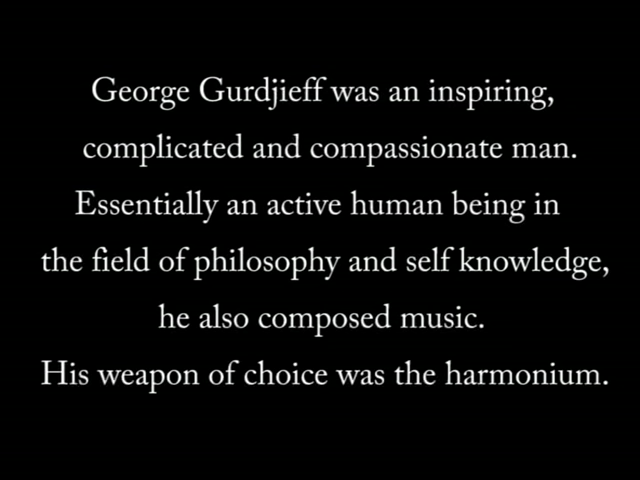 George Gurdjieff was an inspiring,
complicated and compassionate man.
Essentially an active human being in
the field of philosophy and self knowledge,
he also composed music.
His weapon of choice was the harmonium.